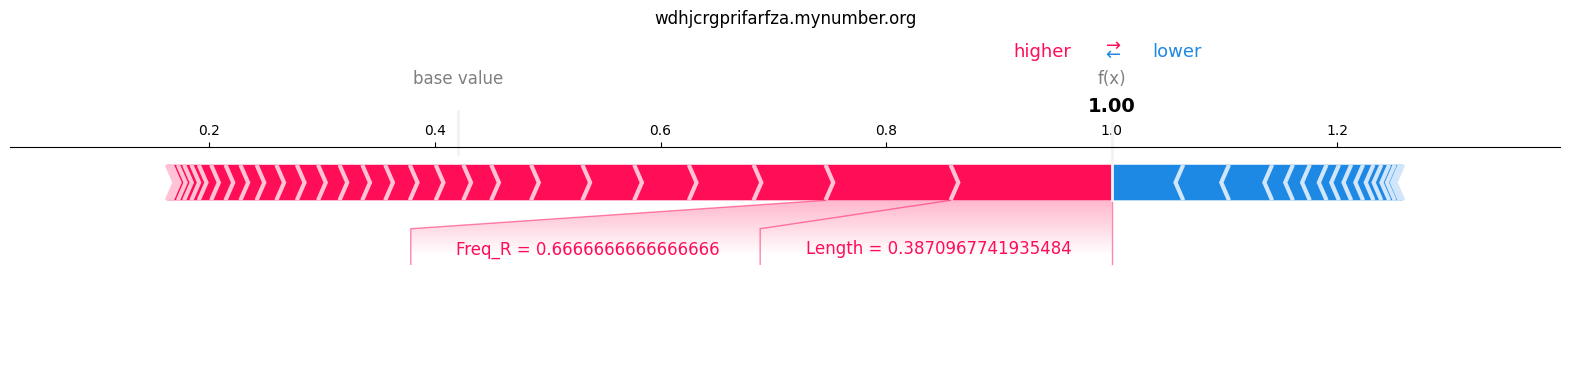 wdhjcrgprifarfza.mynumber.org
higher ⇄ lower
base value f(x)
1.00
0.2 0.4 0.6 0.8 1.0 1.2
Freq_R = 0.6666666666666666 Length = 0.3870967741935484